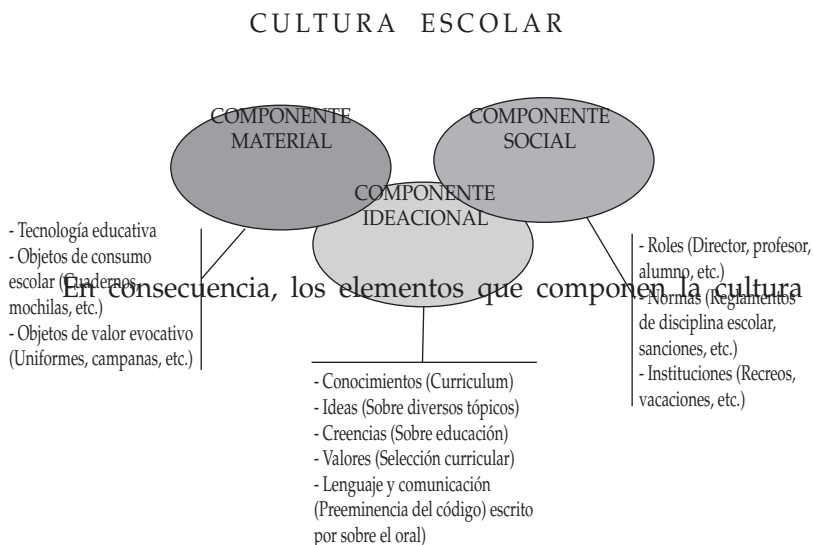 CULTURA ESCOLAR
COMPONENTE
MATERIAL
COMPONENTE
SOCIAL
COMPONENTE
IDEACIONAL
- Tecnología educativa
- Objetos de consumo
escolar (Cuadernos,
mochilas, etc.)
- Objetos de valor evocativo
(Uniformes, campanas, etc.)
En consecuencia, los elementos que componen la cultura
- Roles (Director, profesor,
alumno, etc.)
- Normas (Reglamentos
de disciplina escolar,
sanciones, etc.)
- Instituciones (Recreos,
vacaciones, etc.)
- Conocimientos (Curriculum)
- Ideas (Sobre diversos tópicos)
- Creencias (Sobre educación)
- Valores (Selección curricular)
- Lenguaje y comunicación
(Preeminencia del código) escrito
por sobre el oral)